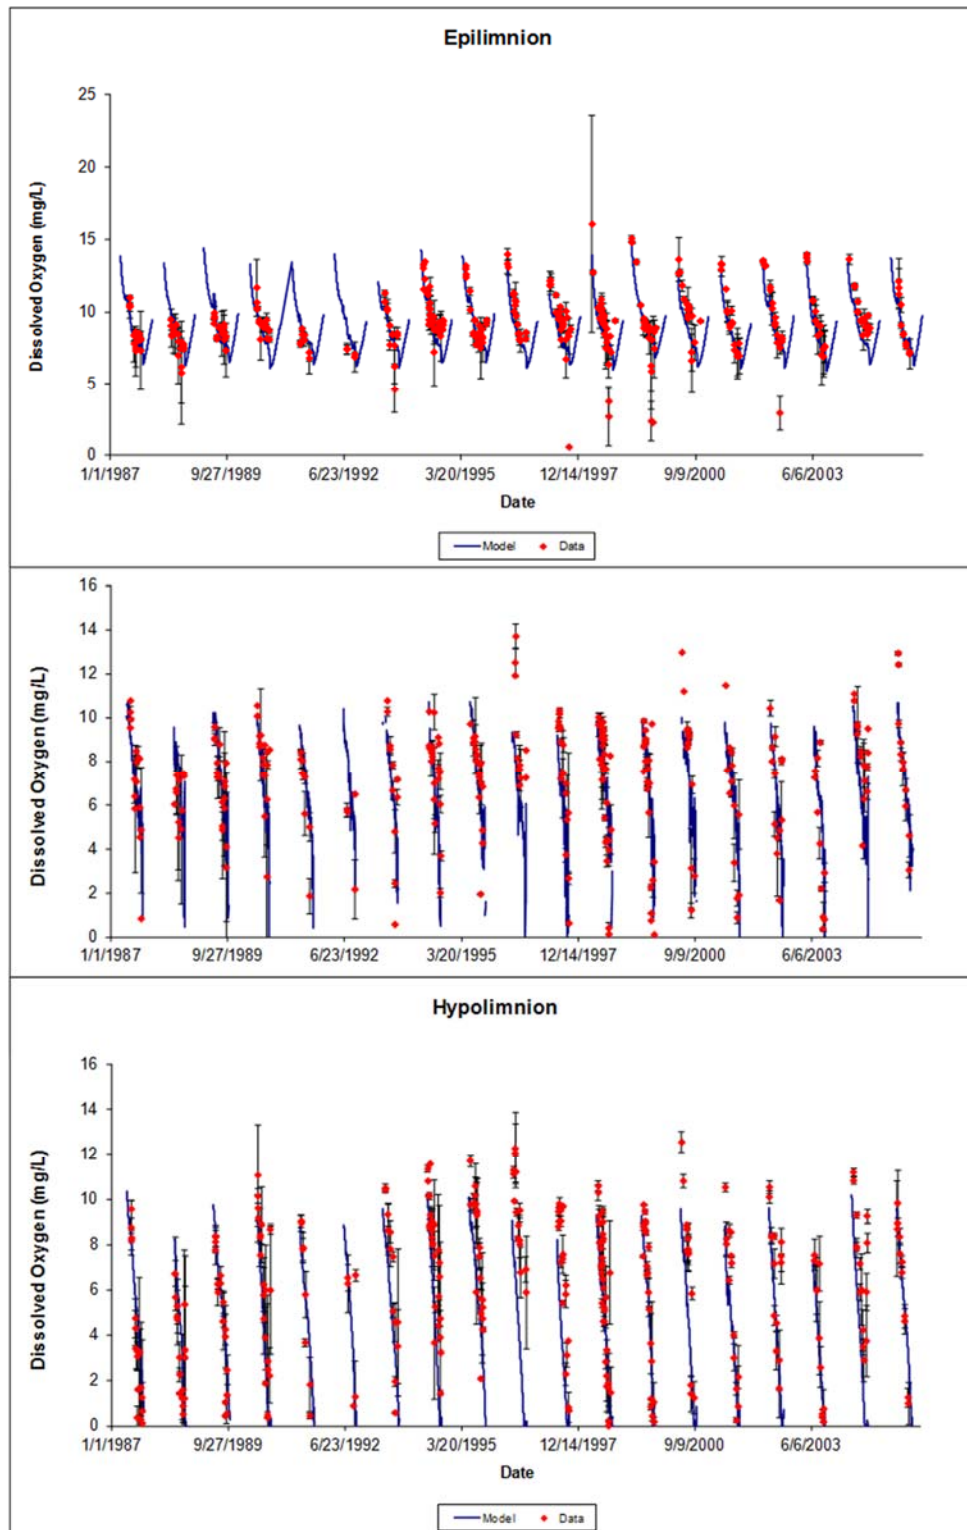 Epilimnion
25
20
15
10
5
0
Dissolved Oxygen (mg/L)
1/1/1987 9/27/1989 6/23/1992 3/20/1995 12/14/1997 9/9/2000 6/6/2003
Date
Model Data
16
14
12
10
8
6
4
2
0
Dissolved Oxygen (mg/L)
1/1/1987 9/27/1989 6/23/1992 3/20/1995 12/14/1997 9/9/2000 6/6/2003
Hypolimnion
16
14
12
10
8
6
4
2
0
Dissolved Oxygen (mg/L)
1/1/1987 9/27/1989 6/23/1992 3/20/1995 12/14/1997 9/9/2000 6/6/2003
Date
Model Data